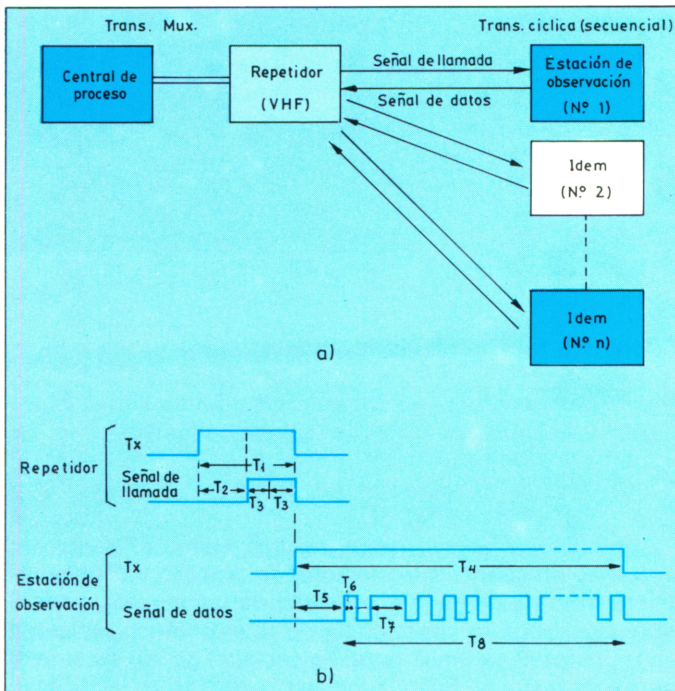 Trans. Mux.
Trans. cíclica (secuencial)
Central de
proceso
Repetidor
(VHF)
Señal de llamada
Señal de datos
Estación de
observación
(Nº 1)
Idem
(Nº 2)
Idem
(Nº n)
a)
Repetidor
Tx
Señal de
llamada
T1
T2
T3
T3
Estación de
observación
Tx
Señal de datos
T4
T5
T6
T7
T8
b)